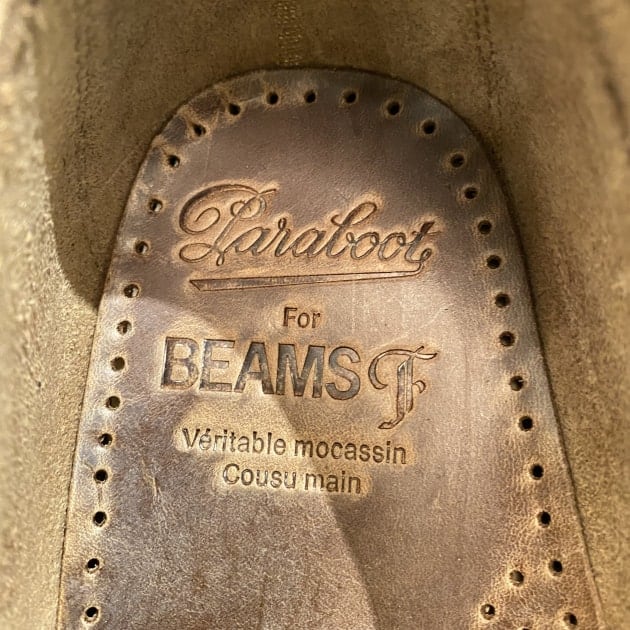 Paraboot
For
BEAMS F
Véritable mocassin
Cousu main